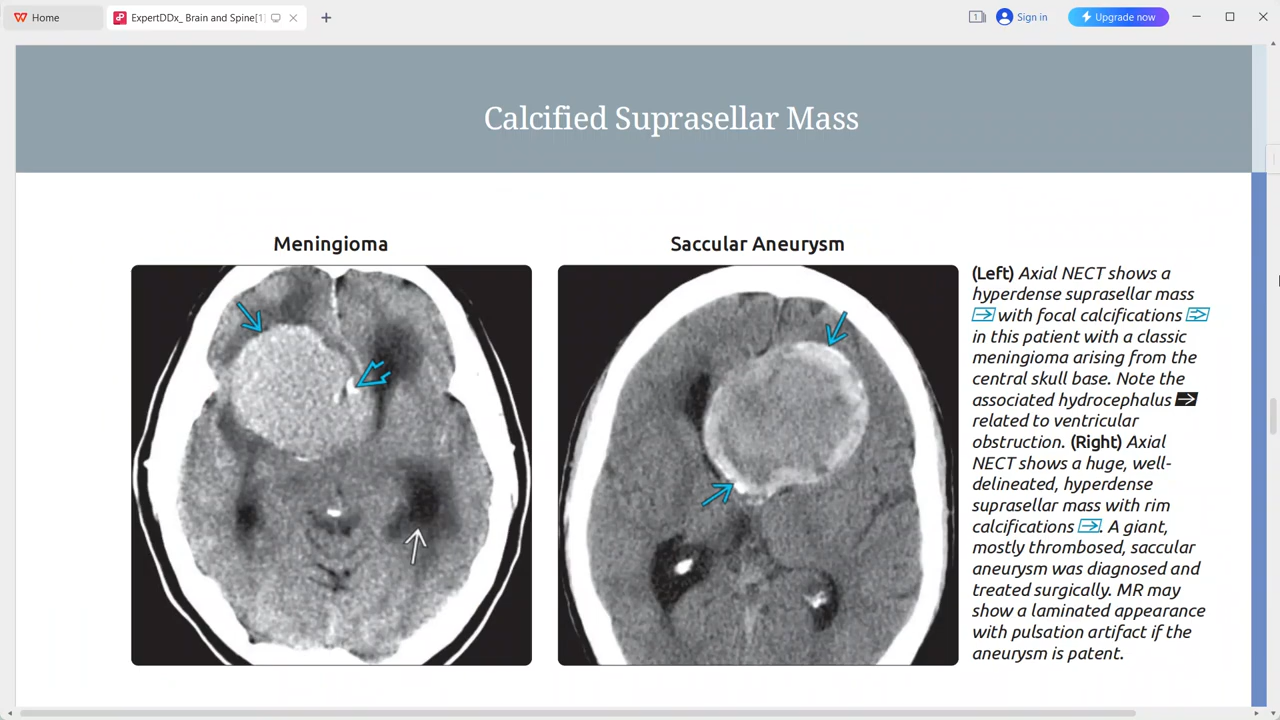 Home
ExpertDDx_ Brain and Spine[1]
1
Sign in
Upgrade now
Calcified Suprasellar Mass
Meningioma
Saccular Aneurysm
(Left) Axial NECT shows a
hyperdense suprasellar mass
with focal calcifications
in this patient with a classic
meningioma arising from the
central skull base. Note the
associated hydrocephalus
related to ventricular
obstruction. (Right) Axial
NECT shows a huge, well-
delineated, hyperdense
suprasellar mass with rim
calcifications . A giant,
mostly thrombosed, saccular
aneurysm was diagnosed and
treated surgically. MR may
show a laminated appearance
with pulsation artifact if the
aneurysm is patent.